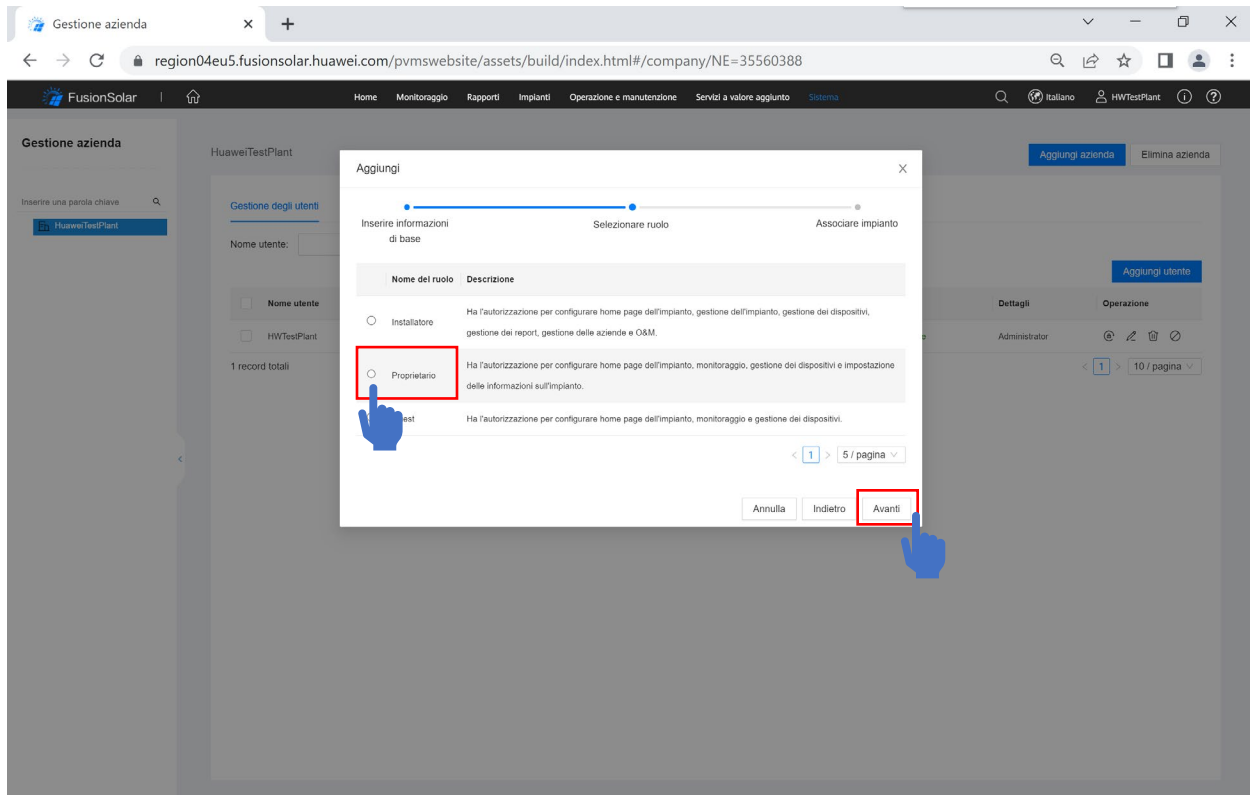 Gestione azienda
region04eu5.fusionsolar.huawei.com/pvmswebsite/assets/build/index.html#/company/NE=35560388
FusionSolar
Home Monitoraggio Rapporti Impianti Operazione e manutenzione Servizi a valore aggiunto Sistema
Italiano HWTestPlant
Gestione azienda
HuaweiTestPlant
Aggiungi azienda Elimina azienda
Inserire una parola chiave
HuaweiTestPlant
Gestione degli utenti
Nome utente:
Aggiungi utente
Nome utente Dettagli Operazione
HWTestPlant Administrator
1 record totali
1 10 / pagina
Aggiungi
Inserire informazioni
di base
Selezionare ruolo
Associare impianto
Nome del ruolo Descrizione
Installatore
Ha l'autorizzazione per configurare home page dell'impianto, gestione dell'impianto, gestione dei dispositivi,
gestione dei report, gestione delle aziende e O&M.
Proprietario
Ha l'autorizzazione per configurare home page dell'impianto, monitoraggio, gestione dei dispositivi e impostazione
delle informazioni sull'impianto.
Ha l'autorizzazione per configurare home page dell'impianto, monitoraggio e gestione dei dispositivi.
1 5 / pagina
Annulla Indietro Avanti